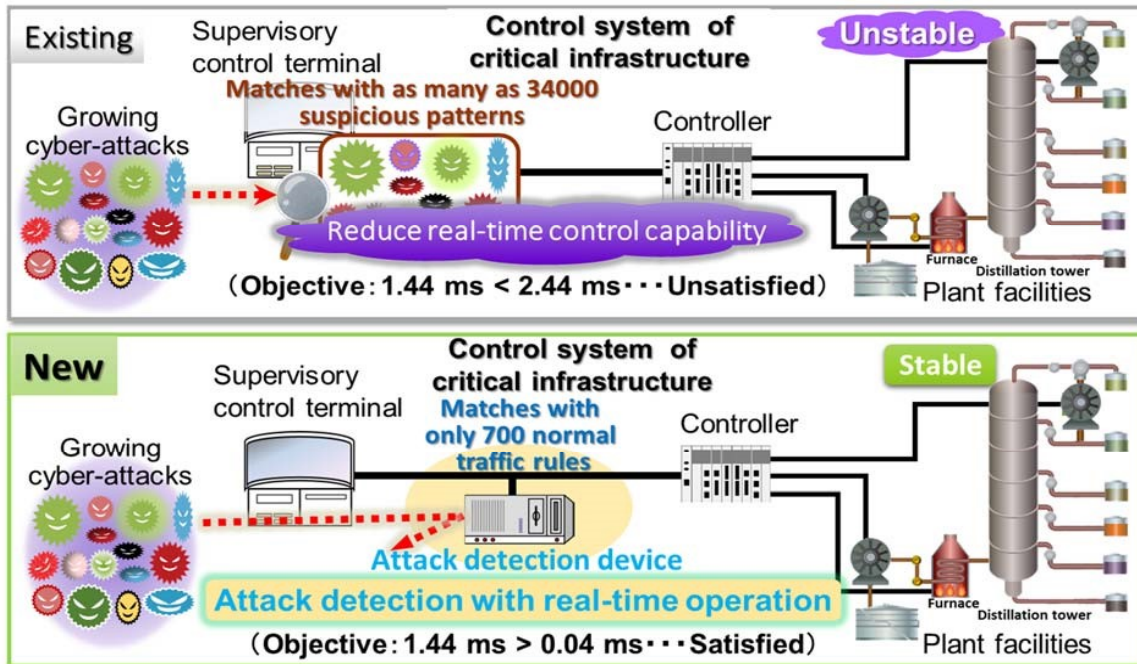 Existing
Supervisory
control terminal
Control system of
critical infrastructure
Unstable
Matches with as many as 34000
suspicious patterns
Growing
cyber-attacks
Controller
Reduce real-time control capability
Furnace
Distillation tower
Plant facilities
（Objective：1.44 ms < 2.44 ms･･･Unsatisfied）
New
Supervisory
control terminal
Control system of
critical infrastructure
Stable
Matches with
only 700 normal
traffic rules
Growing
cyber-attacks
Controller
Attack detection device
Attack detection with real-time operation
Furnace
Distillation tower
Plant facilities
（Objective：1.44 ms > 0.04 ms･･･Satisfied）